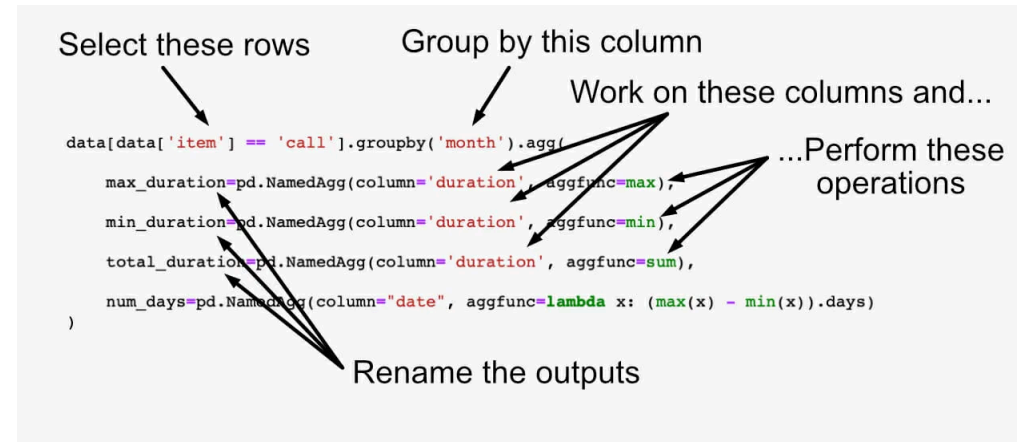 Select these rows
Group by this column
Work on these columns and...
...Perform these
operations
data[data['item'] == 'call'].groupby('month').agg(
max_duration=pd.NamedAgg(column='duration', aggfunc=max),
min_duration=pd.NamedAgg(column='duration', aggfunc=min),
total_duration=pd.NamedAgg(column='duration', aggfunc=sum),
num_days=pd.NamedAgg(column="date", aggfunc=lambda x: (max(x) - min(x)).days)
)
Rename the outputs